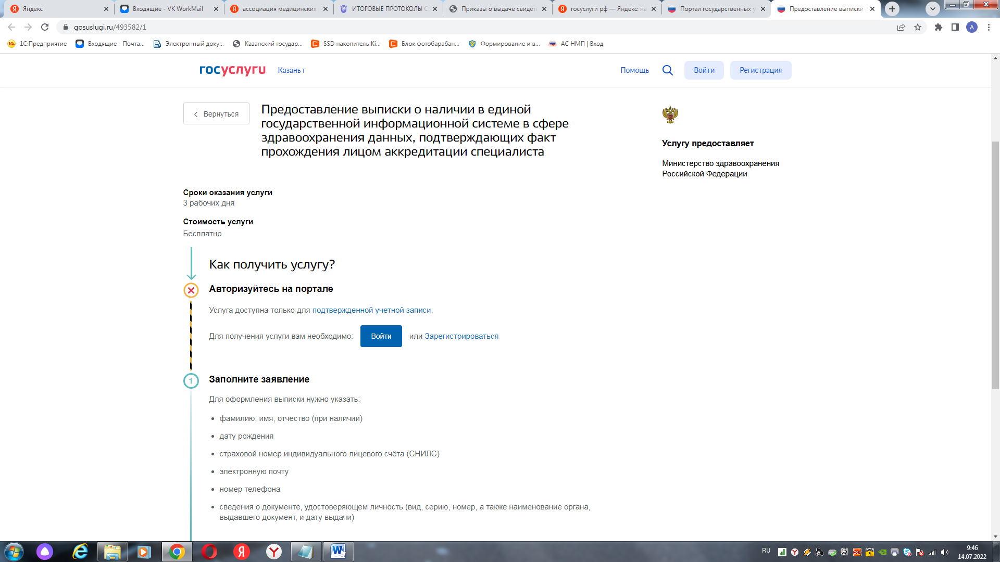 Яндекс
Входящие - VK WorkMail
ассоциация медицинских
ИТОГОВЫЕ ПРОТОКОЛЫ
Приказы о выдаче свидете
госуслуги рф — Яндекс: на
Портал государственных у
Предоставление выписки
gosuslugi.ru/493582/1
A
1С:Предприятие
Входящие - Почта...
Электронный доку...
Казанский государ...
SSD накопитель Ki...
Блок фотобарабан...
Формирование и в...
АС НМП | Вход
госуслуги
Казань г
Помощь
Войти
Регистрация
Вернуться
Предоставление выписки о наличии в единой
государственной информационной системе в сфере
здравоохранения данных, подтверждающих факт
прохождения лицом аккредитации специалиста
Услугу предоставляет
Министерство здравоохранения
Российской Федерации
Сроки оказания услуги
3 рабочих дня
Стоимость услуги
Бесплатно
Как получить услугу?
Авторизуйтесь на портале
Услуга доступна только для подтвержденной учетной записи.
Для получения услуги вам необходимо: Войти или Зарегистрироваться
1 Заполните заявление
Для оформления выписки нужно указать:
• фамилию, имя, отчество (при наличии)
• дату рождения
• страховой номер индивидуального лицевого счёта (СНИЛС)
• электронную почту
• номер телефона
• сведения о документе, удостоверяющем личность (вид, серию, номер, а также наименование органа,
выдавшего документ, и дату выдачи)
RU
9:46
14.07.2022